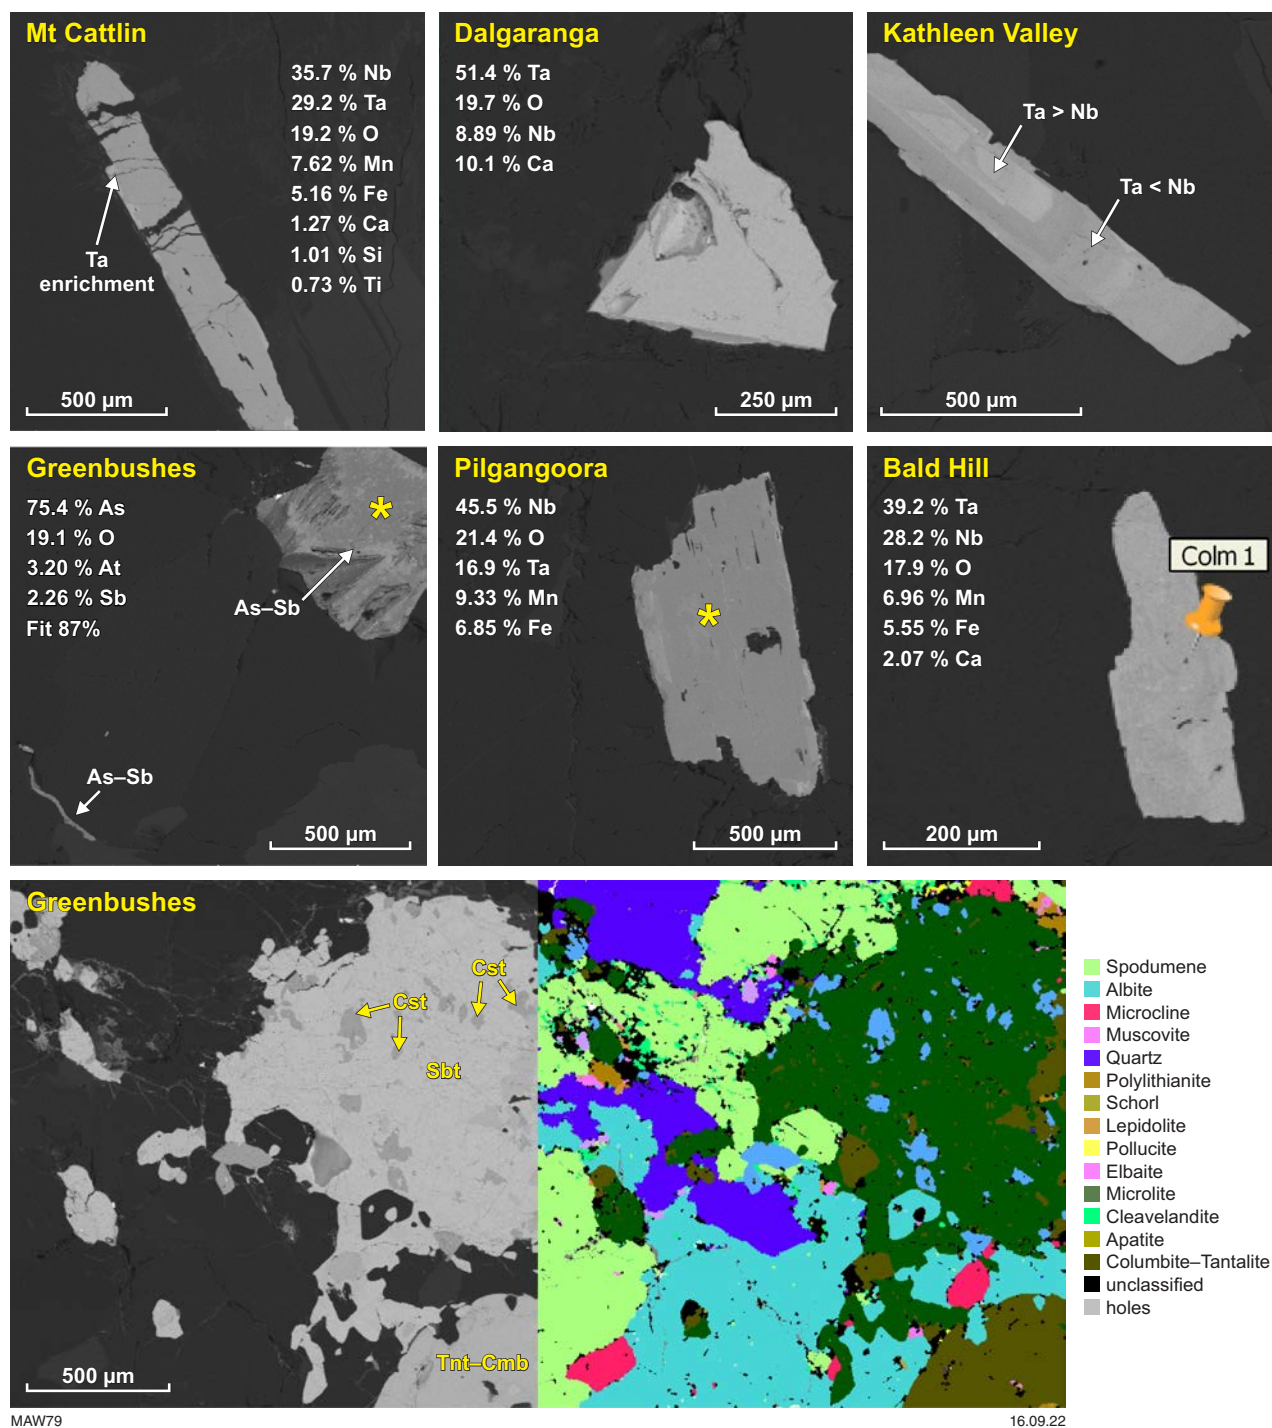 Mt Cattlin
35.7 % Nb
29.2 % Ta
19.2 % O
7.62 % Mn
5.16 % Fe
1.27 % Ca
1.01 % Si
0.73 % Ti
Ta
enrichment
500 µm
Dalgaranga
51.4 % Ta
19.7 % O
8.89 % Nb
10.1 % Ca
250 µm
Kathleen Valley
Ta > Nb
Ta < Nb
500 µm
Greenbushes
75.4 % As
19.1 % O
3.20 % At
2.26 % Sb
Fit 87%
*
As–Sb
As–Sb
500 µm
Pilgangoora
45.5 % Nb
21.4 % O
16.9 % Ta
9.33 % Mn
6.85 % Fe
*
500 µm
Bald Hill
39.2 % Ta
28.2 % Nb
17.9 % O
6.96 % Mn
5.55 % Fe
2.07 % Ca
Colm 1
200 µm
Greenbushes
Cst
Cst
Sbt
Tnt–Cmb
500 µm
Spodumene
Albite
Microcline
Muscovite
Quartz
Polylithianite
Schorl
Lepidolite
Pollucite
Elbaite
Microlite
Cleavelandite
Apatite
Columbite–Tantalite
unclassified
holes
MAW79
16.09.22